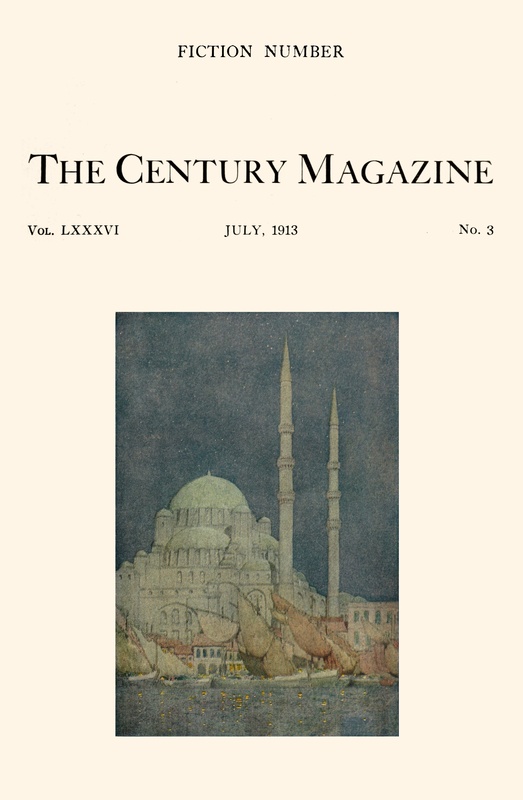 FICTION NUMBER
THE CENTURY MAGAZINE
VOL. LXXXVI JULY, 1913 No. 3